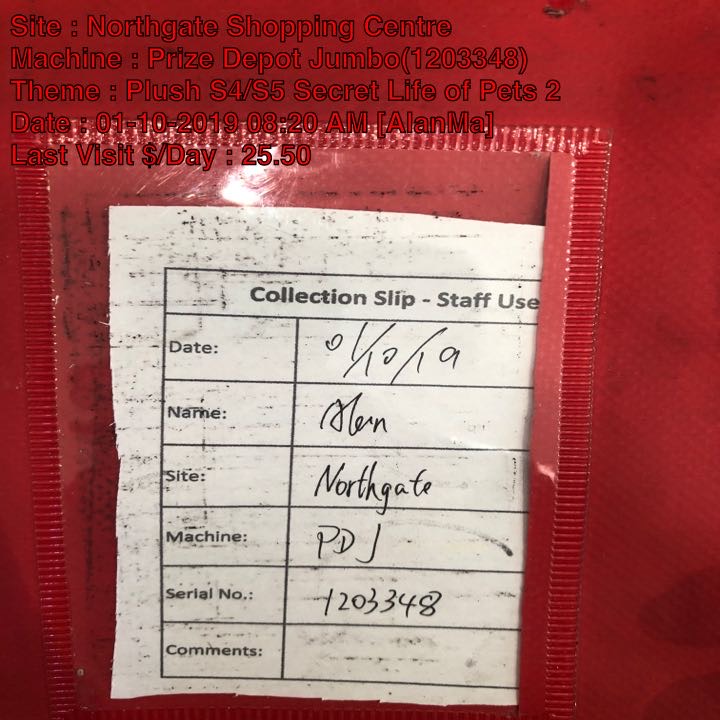 Site : Northgate Shopping Centre
Machine : Prize Depot Jumbo(1203348)
Theme : Plush S4/S5 Secret Life of Pets 2
Date : 01-10-2019 08:20 AM [AlanMa]
Last Visit $/Day : 25.50
Collection Slip - Staff Use
Date: 01/10/19
Name: Alan
Site: Northgate
Machine: PDJ
Serial No.: 1203348
Comments: